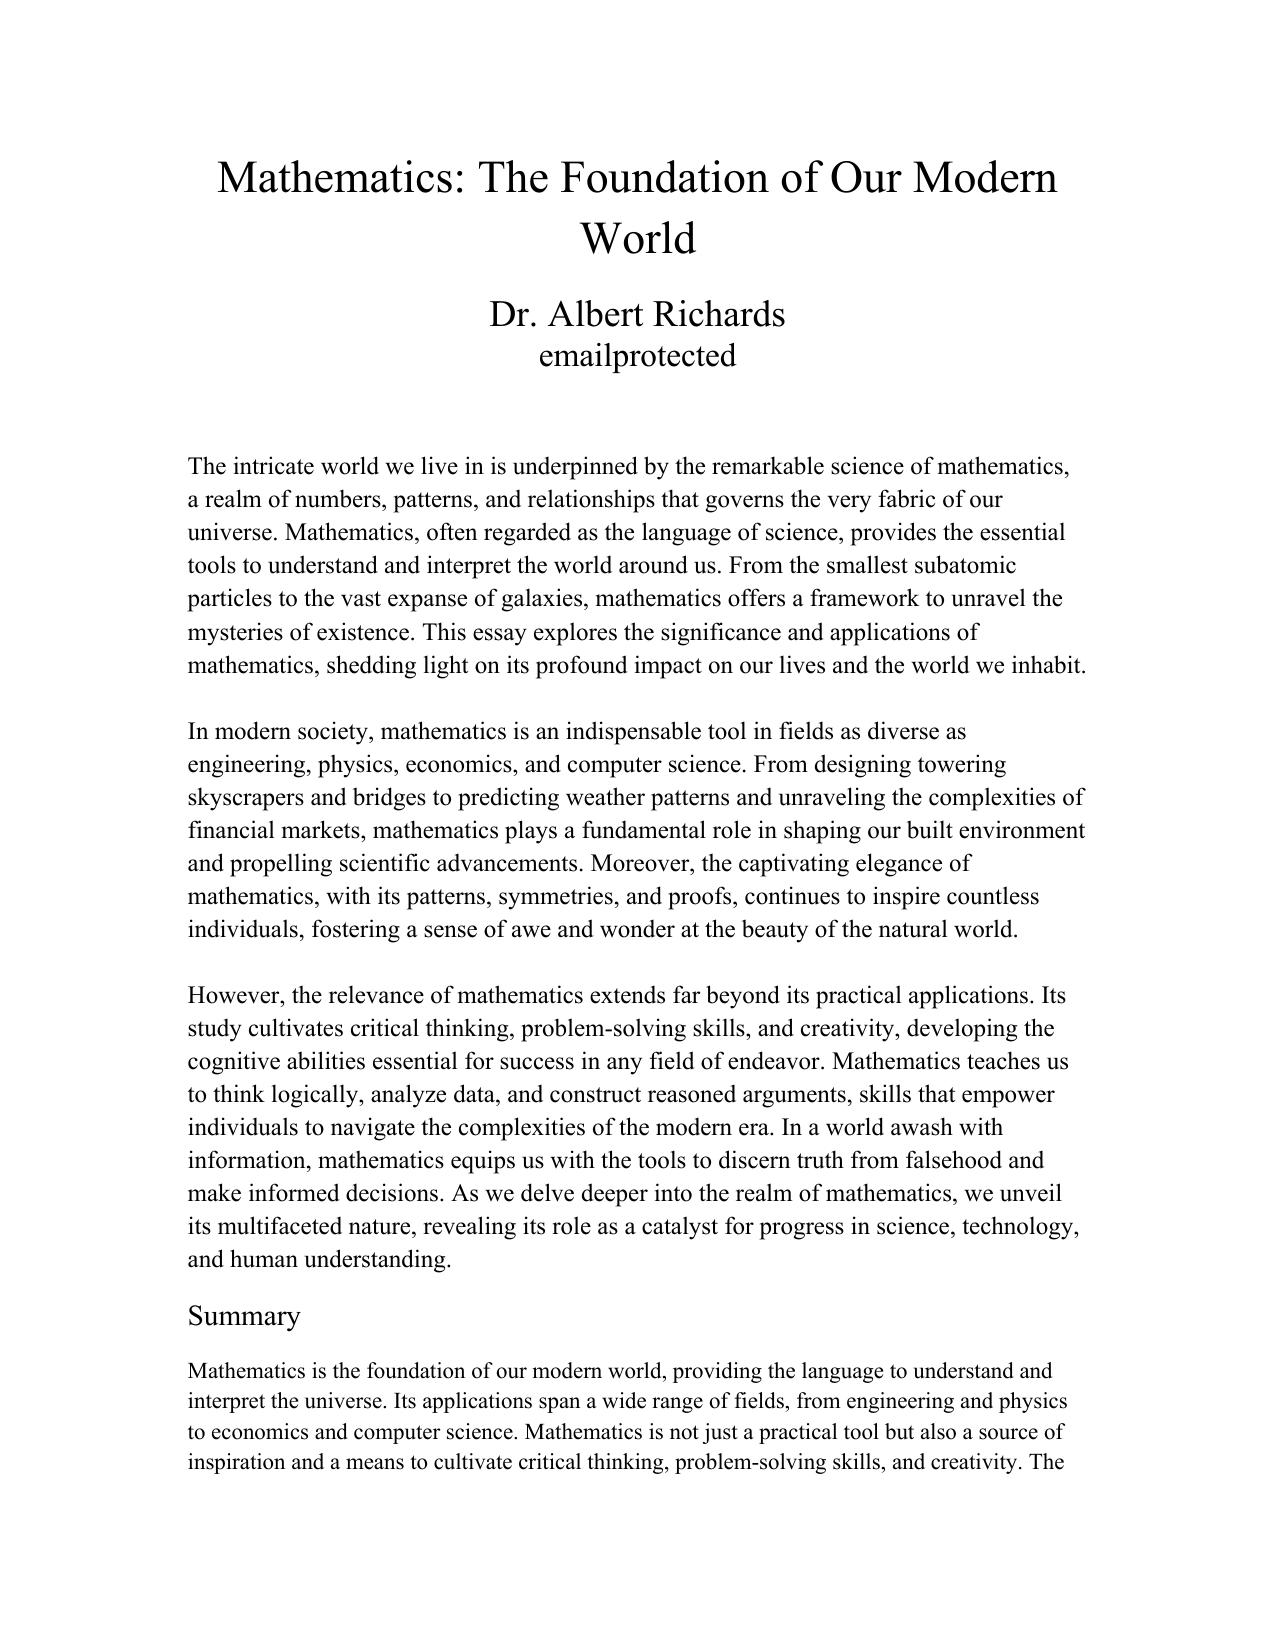 Mathematics: The Foundation of Our Modern
World
Dr. Albert Richards
emailprotected
The intricate world we live in is underpinned by the remarkable science of mathematics,
a realm of numbers, patterns, and relationships that governs the very fabric of our
universe. Mathematics, often regarded as the language of science, provides the essential
tools to understand and interpret the world around us. From the smallest subatomic
particles to the vast expanse of galaxies, mathematics offers a framework to unravel the
mysteries of existence. This essay explores the significance and applications of
mathematics, shedding light on its profound impact on our lives and the world we inhabit.
In modern society, mathematics is an indispensable tool in fields as diverse as
engineering, physics, economics, and computer science. From designing towering
skyscrapers and bridges to predicting weather patterns and unraveling the complexities of
financial markets, mathematics plays a fundamental role in shaping our built environment
and propelling scientific advancements. Moreover, the captivating elegance of
mathematics, with its patterns, symmetries, and proofs, continues to inspire countless
individuals, fostering a sense of awe and wonder at the beauty of the natural world.
However, the relevance of mathematics extends far beyond its practical applications. Its
study cultivates critical thinking, problem-solving skills, and creativity, developing the
cognitive abilities essential for success in any field of endeavor. Mathematics teaches us
to think logically, analyze data, and construct reasoned arguments, skills that empower
individuals to navigate the complexities of the modern era. In a world awash with
information, mathematics equips us with the tools to discern truth from falsehood and
make informed decisions. As we delve deeper into the realm of mathematics, we unveil
its multifaceted nature, revealing its role as a catalyst for progress in science, technology,
and human understanding.
Summary
Mathematics is the foundation of our modern world, providing the language to understand and
interpret the universe. Its applications span a wide range of fields, from engineering and physics
to economics and computer science. Mathematics is not just a practical tool but also a source of
inspiration and a means to cultivate critical thinking, problem-solving skills, and creativity. The